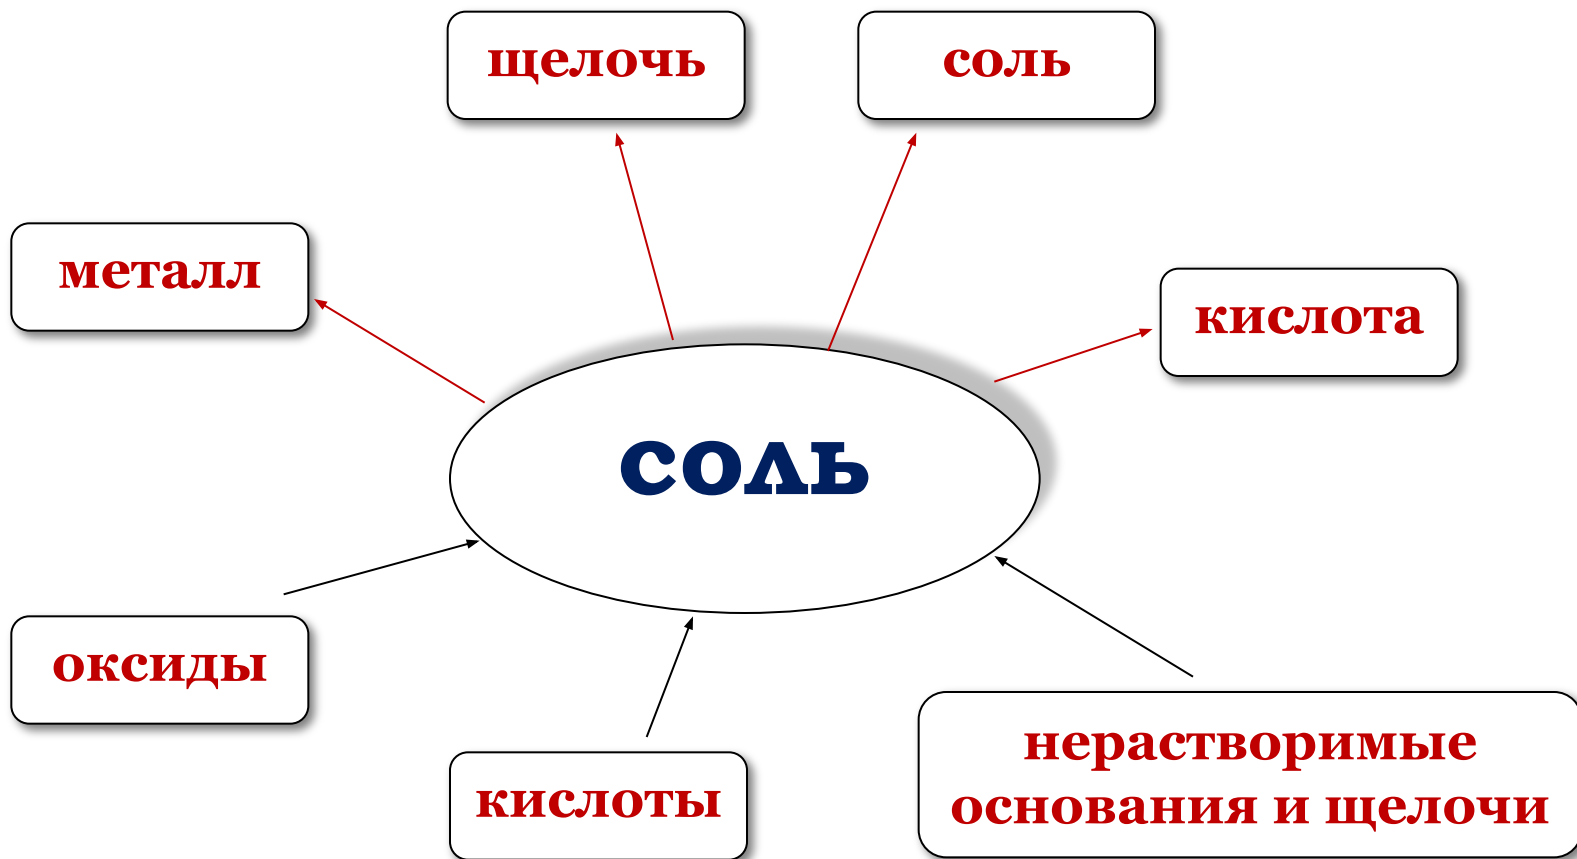 щелочь
соль
металл
кислота
соль
оксиды
кислоты
нерастворимые
основания и щелочи